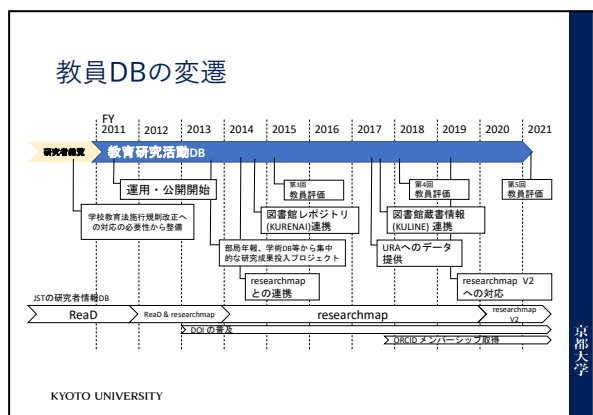 教員DBの変遷
FY
2011
2012
2013
2014
2015
2016
2017
2018
2019
2020
2021
研究者総覧
教育研究活動DB
運用・公開開始
第3回
教員評価
第4回
教員評価
第5回
教員評価
学校教育法施行規則改正へ
の対応の必要性から整備
図書館レポジトリ
(KURENAI)連携
図書館蔵書情報
(KULINE) 連携
部局年報、学術DB等から集中
的な研究成果投入プロジェクト
URAへのデータ
提供
researchmap
との連携
researchmap V2
への対応
JSTの研究者情報DB
ReaD
ReaD & researchmap
researchmap
researchmap
V2
DOI の普及
ORCID メンバーシップ取得
京都大学
KYOTO UNIVERSITY